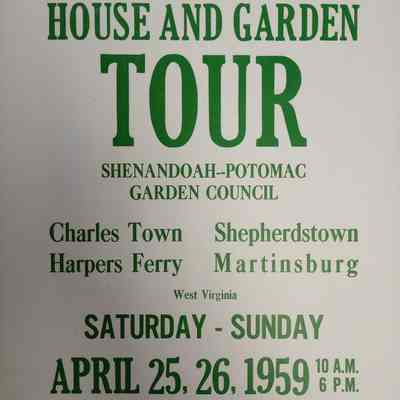 HOUSE AND GARDEN
TOUR
SHENANDOAH--POTOMAC
GARDEN COUNCIL
Charles Town Shepherdstown
Harpers Ferry Martinsburg
West Virginia
SATURDAY - SUNDAY
APRIL 25, 26, 1959 10 A.M.
6 P.M.